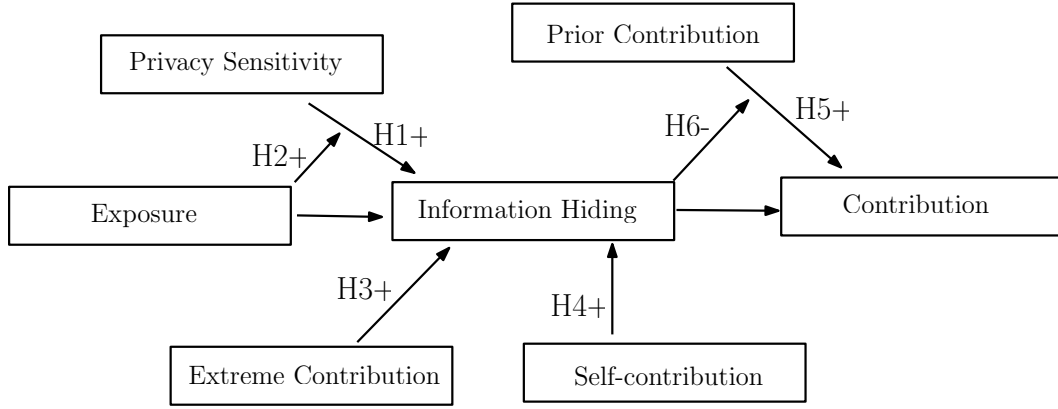 Prior Contribution
Privacy Sensitivity
H5+
H6-
H1+
H2+
Exposure
Information Hiding
Contribution
H3+
H4+
Extreme Contribution
Self-contribution